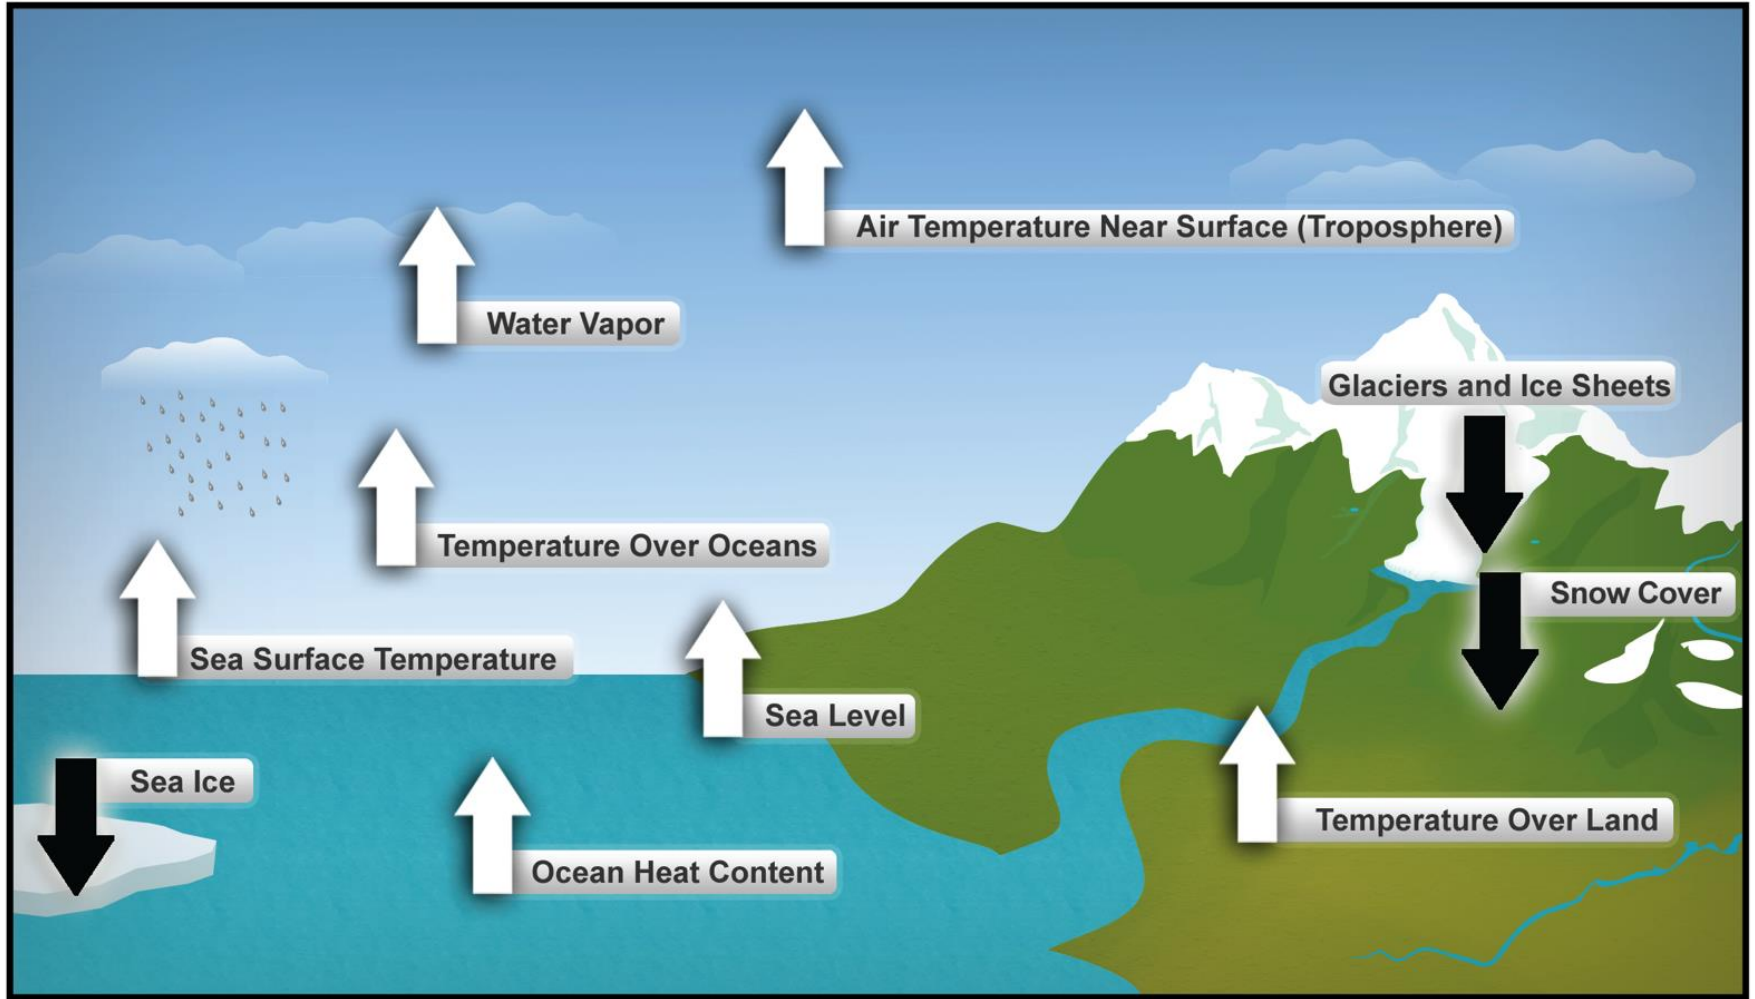 Air Temperature Near Surface (Troposphere)
Water Vapor
Glaciers and Ice Sheets
Temperature Over Oceans
Snow Cover
Sea Surface Temperature
Sea Level
Sea Ice
Temperature Over Land
Ocean Heat Content